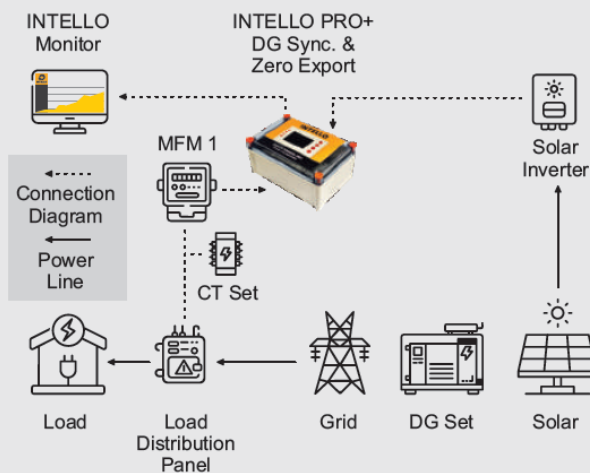 INTELLO
Monitor
INTELLO PRO+
DG Sync. &
Zero Export
MFM 1
INTELLO
Solar
Inverter
Connection
Diagram
Power
Line
CT Set
Load
Load
Distribution
Panel
Grid
DG Set
Solar